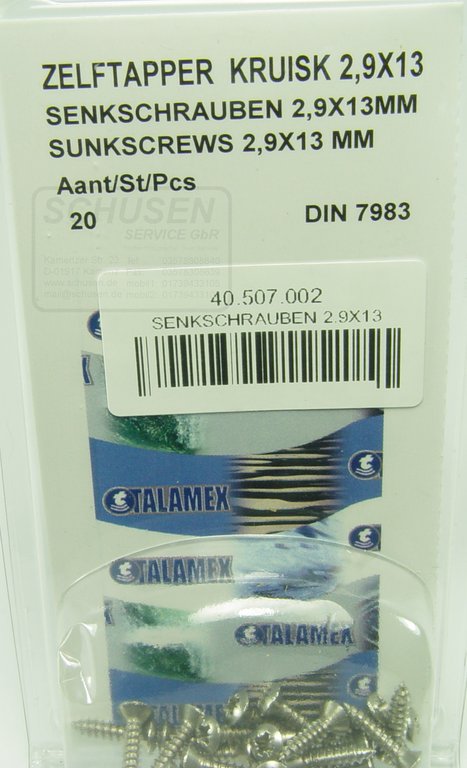 ZELFTAPPER KRUISK 2,9X13
SENKSCHRAUBEN 2,9X13MM
SUNKSCREWS 2,9X13 MM
Aant/St/Pcs
20
DIN 7983
SCHUSEN
SERVICE GbR
40.507.002
SENKSCHRAUBEN 2.9X13
TALAMEX
TALAMEX
TALAMEX
TALAMEX